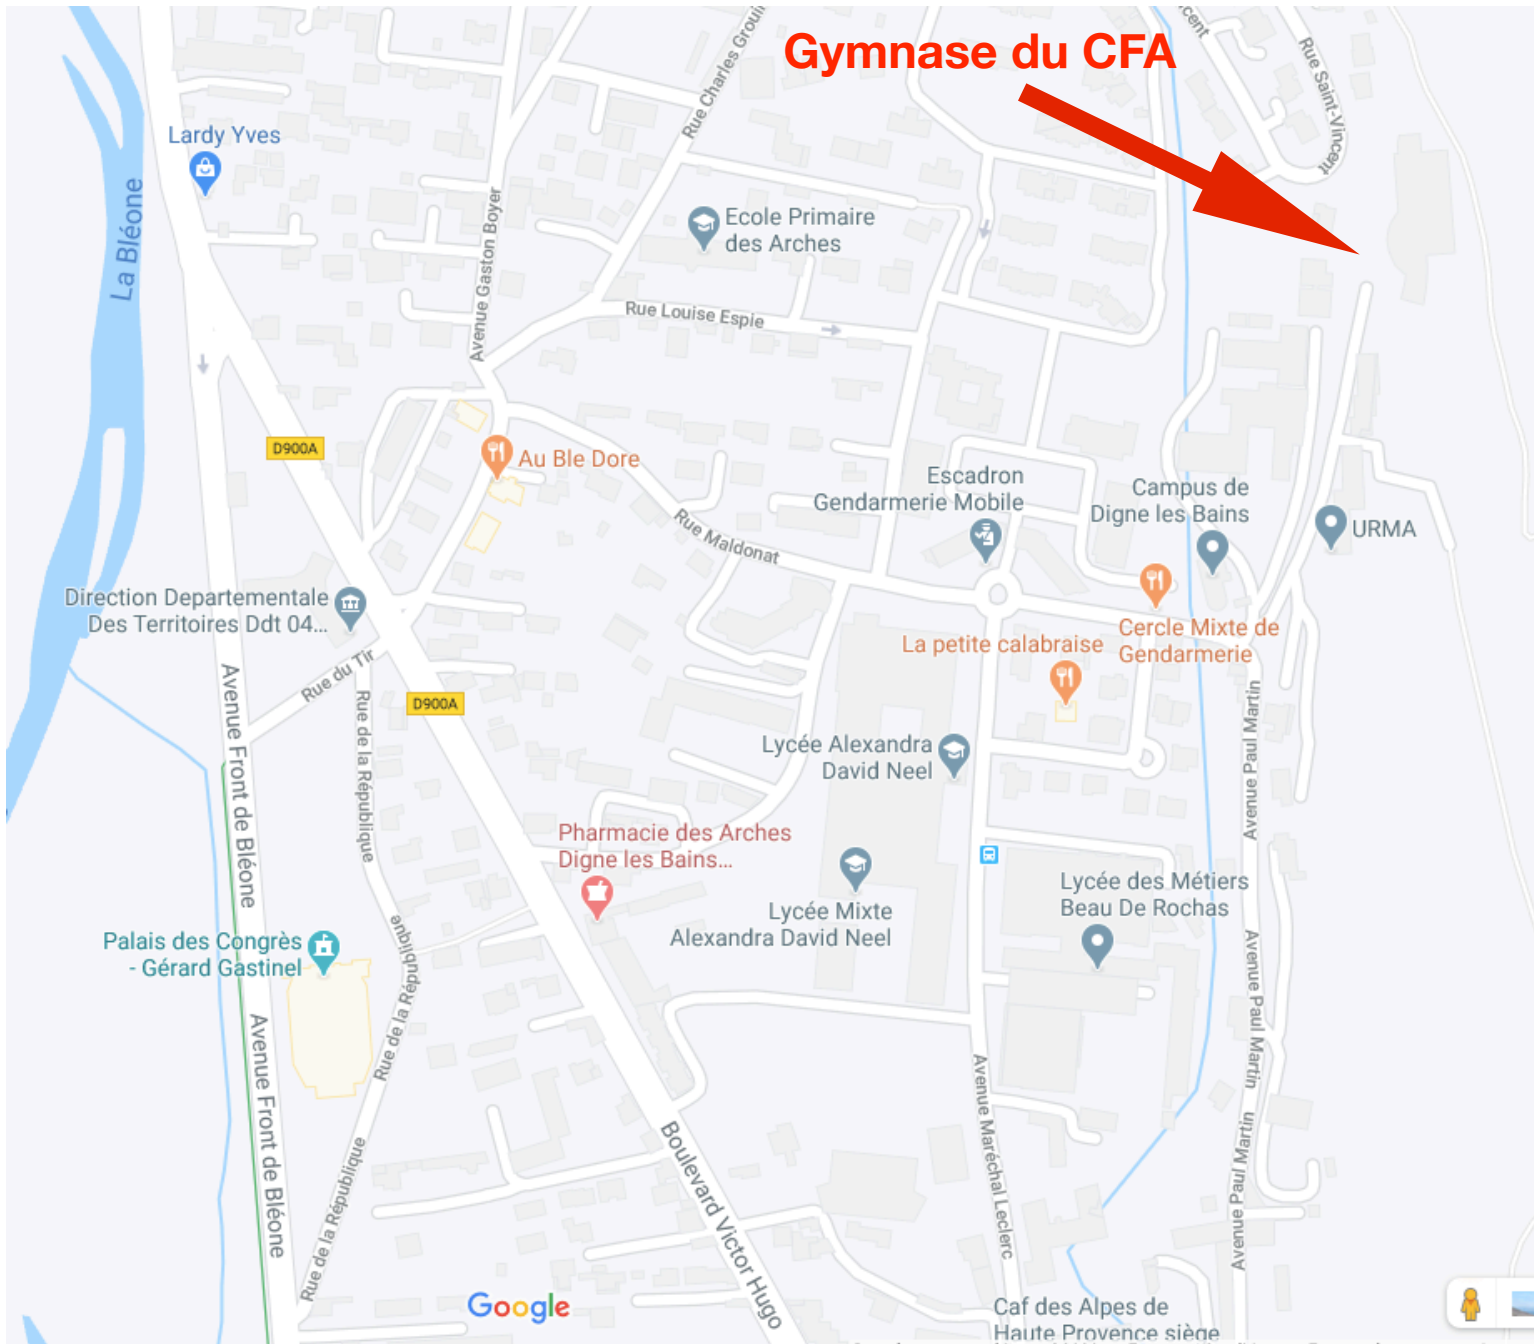 Gymnase du CFA
Rue Charles
Rue Saint-Vincent
Lardy Yves
La Bléone
Avenue Gaston Boyer
Ecole Primaire
des Arches
Rue Louise Espie
D900A
Au Ble Dore
Escadron
Gendarmerie Mobile
Campus de
Digne les Bains
URMA
Rue Maldonat
Direction Departementale
Des Territoires Ddt 04...
Cercle Mixte de
Gendarmerie
La petite calabraise
Rue du Tir
D900A
Avenue Front de Bléone
Rue de la République
Avenue Paul Martin
Lycée Alexandra
David Neel
Pharmacie des Arches
Digne les Bains...
Lycée des Métiers
Beau De Rochas
Lycée Mixte
Alexandra David Neel
Palais des Congrès
- Gérard Gastinel
Rue de la République
Avenue Paul Martin
Avenue Front de Bléone
Avenue Maréchal Leclerc
Avenue Paul Martin
Boulevard Victor Hugo
Rue de la République
Google
Caf des Alpes de
Haute Provence siège